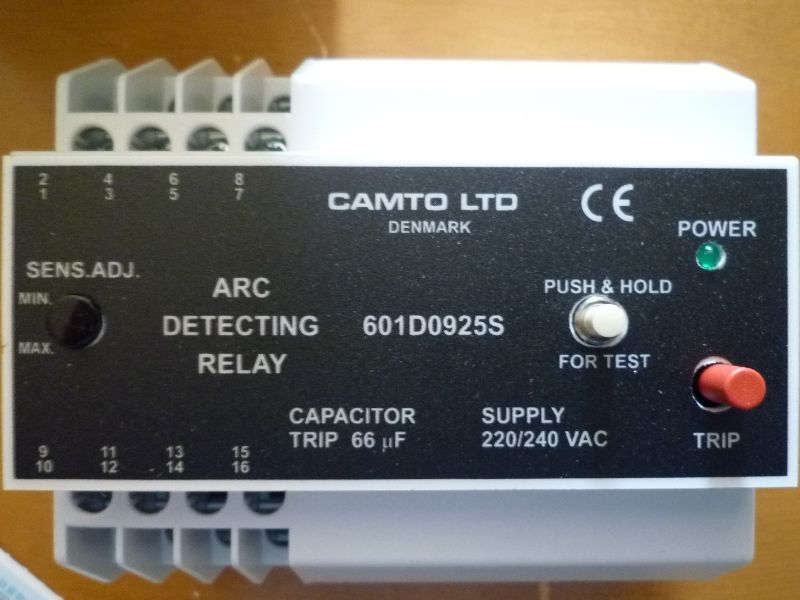 2 4 6 8
1 3 5 7
CAMTO LTD
DENMARK
CE
POWER
SENS.ADJ.
MIN.
MAX.
ARC
DETECTING
RELAY
601D0925S
PUSH & HOLD
FOR TEST
CAPACITOR
TRIP 66 µF
SUPPLY
220/240 VAC
TRIP
9 11 13 15
10 12 14 16